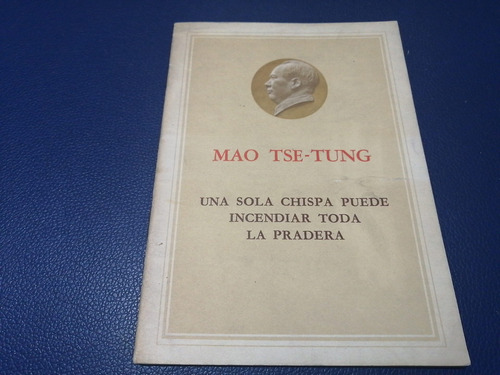 MAO TSE-TUNG
UNA SOLA CHISPA PUEDE
INCENDIAR TODA
LA PRADERA